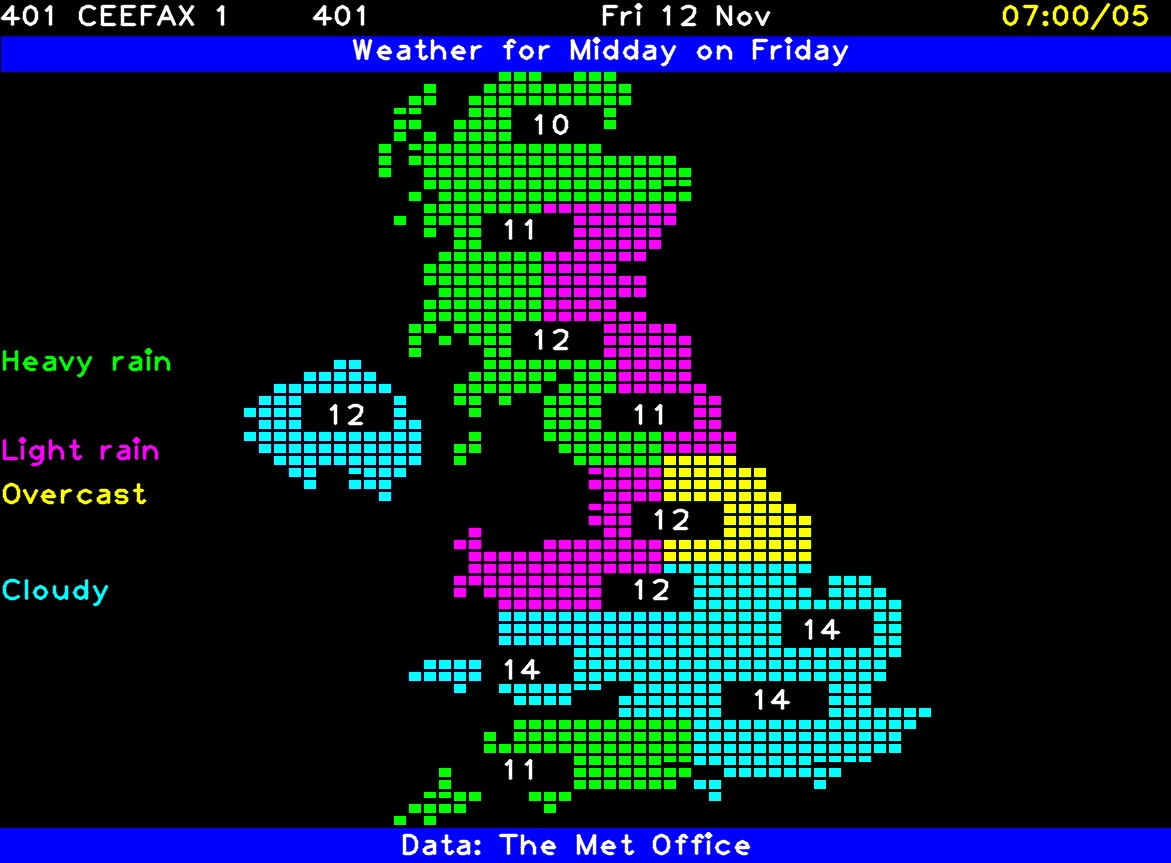 401 CEEFAX 1 401 Fri 12 Nov 07:00/05
Weather for Midday on Friday
10
11
12
Heavy rain
12
11
Light rain
Overcast
12
Cloudy
12
14
14
14
11
Data: The Met Office